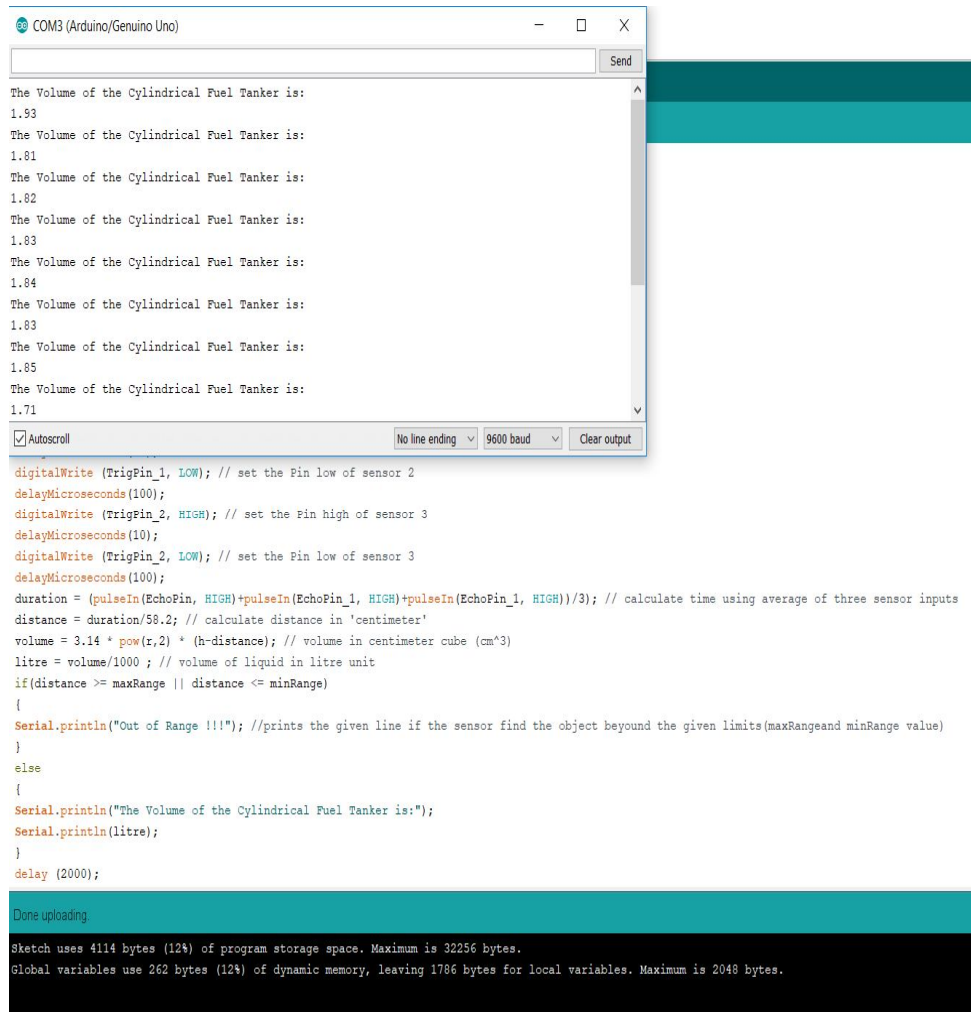 COM3 (Arduino/Genuino Uno)
Send
The Volume of the Cylindrical Fuel Tanker is:
1.93
The Volume of the Cylindrical Fuel Tanker is:
1.81
The Volume of the Cylindrical Fuel Tanker is:
1.82
The Volume of the Cylindrical Fuel Tanker is:
1.83
The Volume of the Cylindrical Fuel Tanker is:
1.84
The Volume of the Cylindrical Fuel Tanker is:
1.83
The Volume of the Cylindrical Fuel Tanker is:
1.85
The Volume of the Cylindrical Fuel Tanker is:
1.71
Autoscroll No line ending 9600 baud Clear output
digitalWrite (TrigPin_1, LOW); // set the Pin low of sensor 2
delayMicroseconds(100);
digitalWrite (TrigPin_2, HIGH); // set the Pin high of sensor 3
delayMicroseconds(10);
digitalWrite (TrigPin_2, LOW); // set the Pin low of sensor 3
delayMicroseconds(100);
duration = (pulseIn(EchoPin, HIGH)+pulseIn(EchoPin_1, HIGH)+pulseIn(EchoPin_1, HIGH))/3); // calculate time using average of three sensor inputs
distance = duration/58.2; // calculate distance in 'centimeter'
volume = 3.14 * pow(r,2) * (h-distance); // volume in centimeter cube (cm^3)
litre = volume/1000 ; // volume of liquid in litre unit
if(distance >= maxRange || distance <= minRange)
{
Serial.println("Out of Range !!!"); //prints the given line if the sensor find the object beyound the given limits(maxRangeand minRange value)
}
else
{
Serial.println("The Volume of the Cylindrical Fuel Tanker is:");
Serial.println(litre);
}
delay (2000);
Done uploading.
Sketch uses 4114 bytes (12%) of program storage space. Maximum is 32256 bytes.
Global variables use 262 bytes (12%) of dynamic memory, leaving 1786 bytes for local variables. Maximum is 2048 bytes.